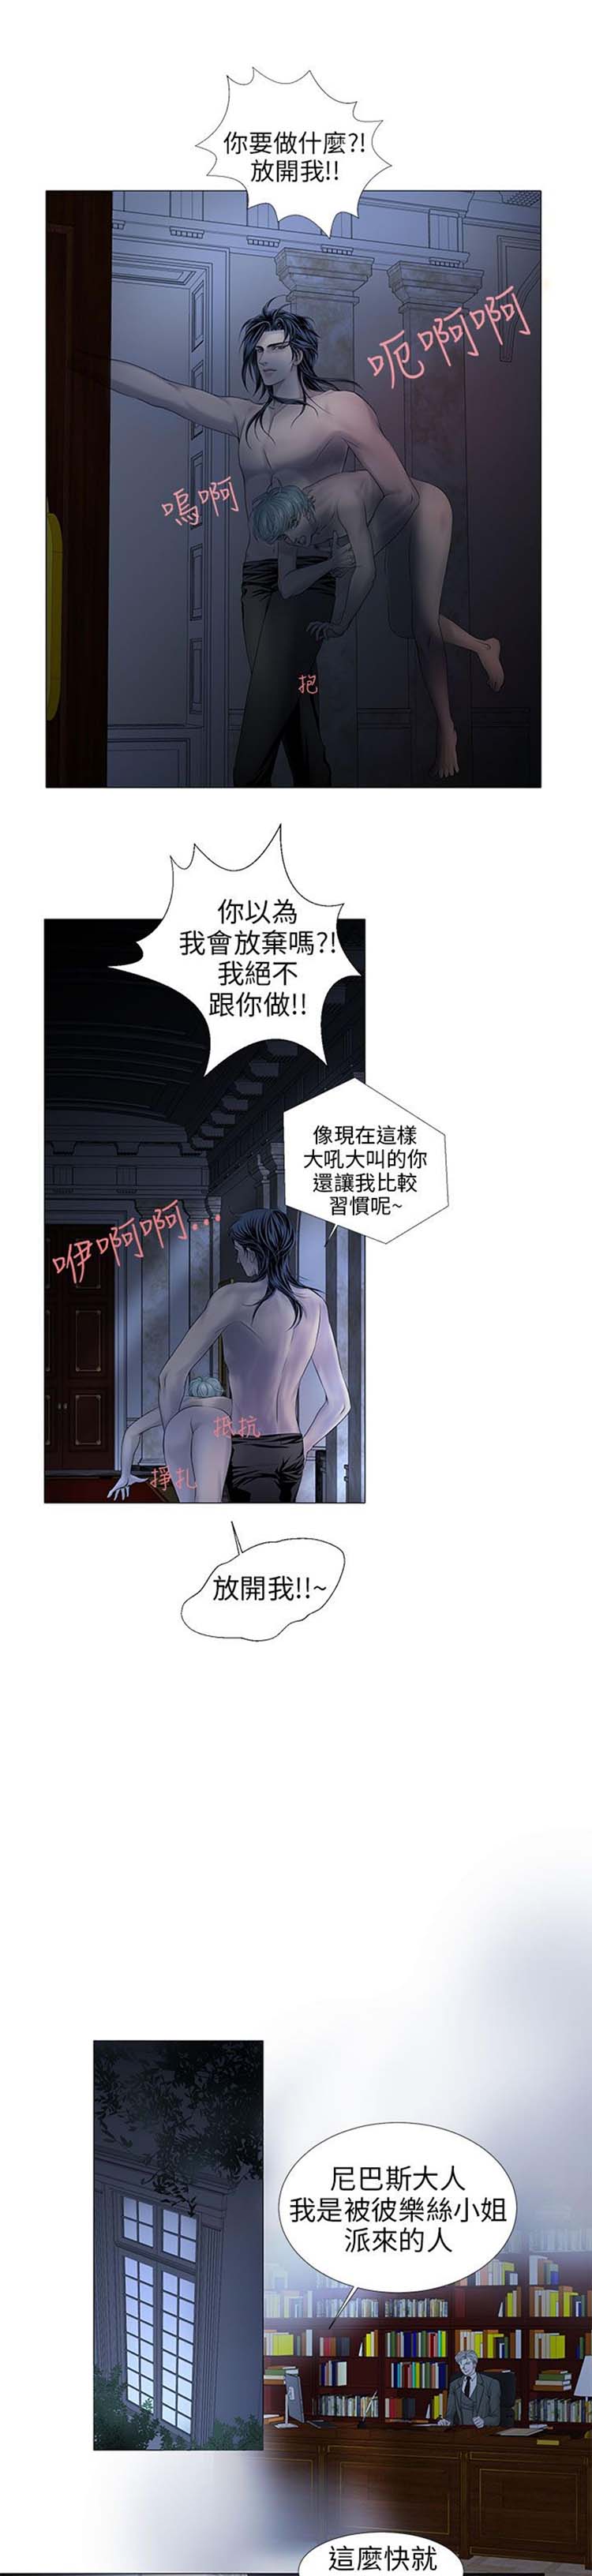 你要做什麼?!
放開我!!
呃啊啊
嗚啊
抱
你以為
我會放棄嗎?!
我絕不
跟你做!!
像現在這樣
大吼大叫的你
還讓我比較
習慣呢~
咿啊啊...
抵抗
掙扎
放開我!!~
尼巴斯大人
我是被彼樂絲小姐
派來的人
這麼快就